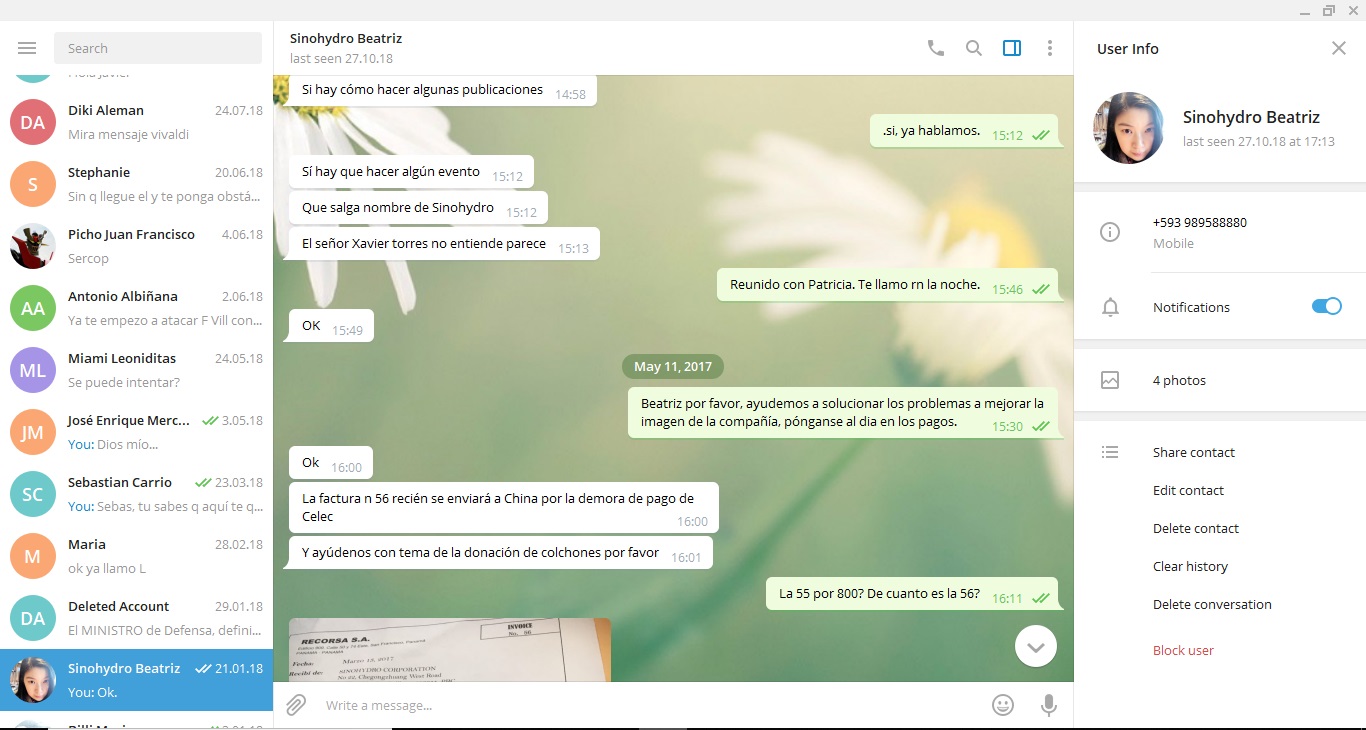 Search
Diki Aleman
24.07.18
Mira mensaje vivaldi
DA
Stephanie
20.06.18
Sin q llegue el y te ponga obstá...
S
Picho Juan Francisco
4.06.18
Sercop
Antonio Albiñana
2.06.18
Ya te empezo a atacar F Vill con...
AA
Miami Leoniditas
24.05.18
Se puede intentar?
ML
José Enrique Merc...
3.05.18
You: Dios mío...
JM
Sebastian Carrio
23.03.18
You: Sebas, tu sabes q aquí te q...
SC
Maria
28.02.18
ok ya llamo L
M
Deleted Account
29.01.18
El MINISTRO de Defensa, defini...
DA
Sinohydro Beatriz
21.01.18
You: Ok.
Sinohydro Beatriz
last seen 27.10.18
Si hay cómo hacer algunas publicaciones 14:58
.si, ya hablamos. 15:12
Sí hay que hacer algún evento 15:12
Que salga nombre de Sinohydro 15:12
El señor Xavier torres no entiende parece 15:13
Reunido con Patricia. Te llamo rn la noche. 15:46
OK 15:49
May 11, 2017
Beatriz por favor, ayudemos a solucionar los problemas a mejorar la
imagen de la compañía, pónganse al dia en los pagos. 15:30
Ok 16:00
La factura n 56 recién se enviará a China por la demora de pago de
Celec 16:00
Y ayúdenos con tema de la donación de colchones por favor 16:01
La 55 por 800? De cuanto es la 56? 16:11
RECORSA S.A.
INVOICE
No. 56
Fecha: Marzo 13, 2017
Recibí de: SINOHYDRO CORPORATION
No 22, Chegongzhuang West Road
Write a message...
User Info
Sinohydro Beatriz
last seen 27.10.18 at 17:13
+593 989588880
Mobile
Notifications
4 photos
Share contact
Edit contact
Delete contact
Clear history
Delete conversation
Block user